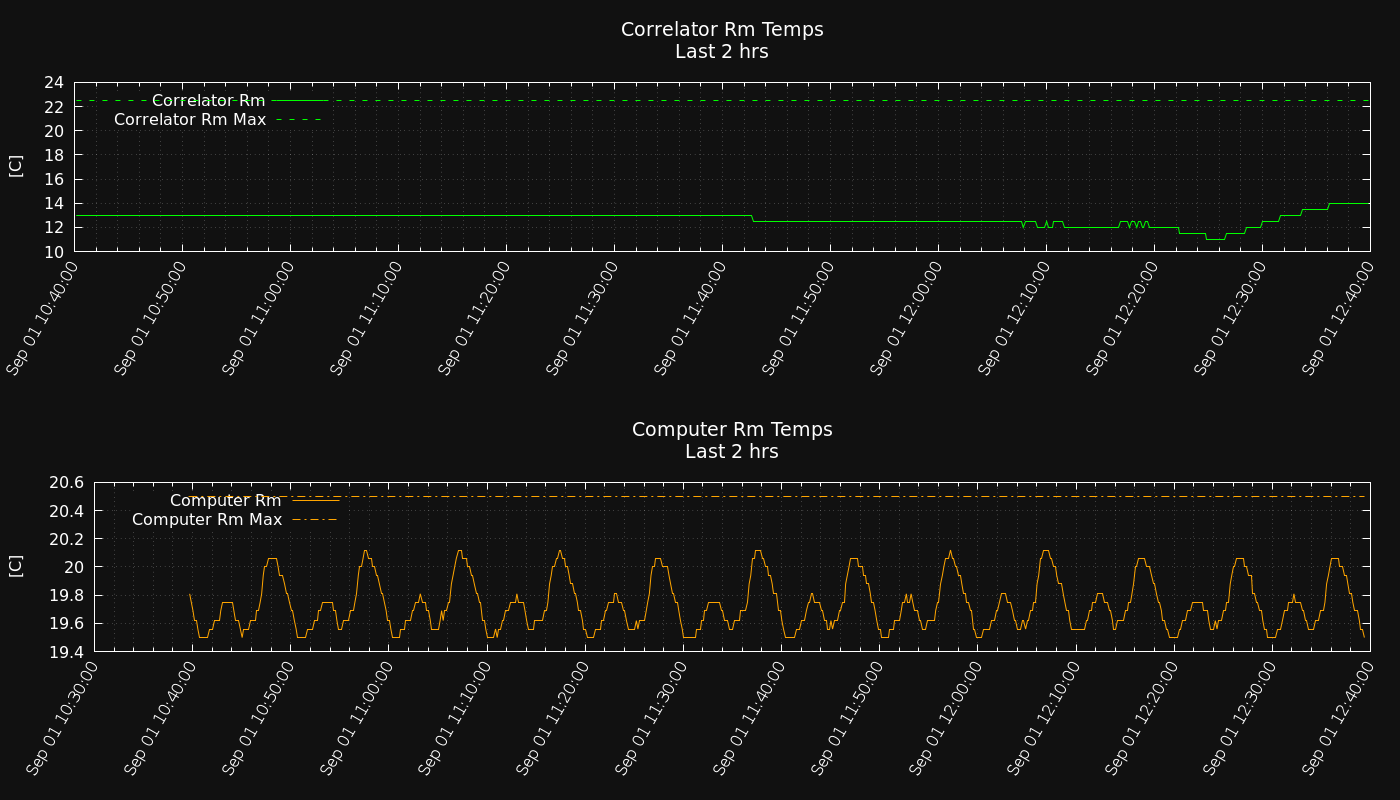 Correlator Rm Temps
Last 2 hrs
24
22
20
18
16
14
12
10
[C]
Correlator Rm
Correlator Rm Max
Sep 01 10:40:00
Sep 01 10:50:00
Sep 01 11:00:00
Sep 01 11:10:00
Sep 01 11:20:00
Sep 01 11:30:00
Sep 01 11:40:00
Sep 01 11:50:00
Sep 01 12:00:00
Sep 01 12:10:00
Sep 01 12:20:00
Sep 01 12:30:00
Sep 01 12:40:00
Computer Rm Temps
Last 2 hrs
20.6
20.4
20.2
20
19.8
19.6
19.4
[C]
Computer Rm
Computer Rm Max
Sep 01 10:30:00
Sep 01 10:40:00
Sep 01 10:50:00
Sep 01 11:00:00
Sep 01 11:10:00
Sep 01 11:20:00
Sep 01 11:30:00
Sep 01 11:40:00
Sep 01 11:50:00
Sep 01 12:00:00
Sep 01 12:10:00
Sep 01 12:20:00
Sep 01 12:30:00
Sep 01 12:40:00